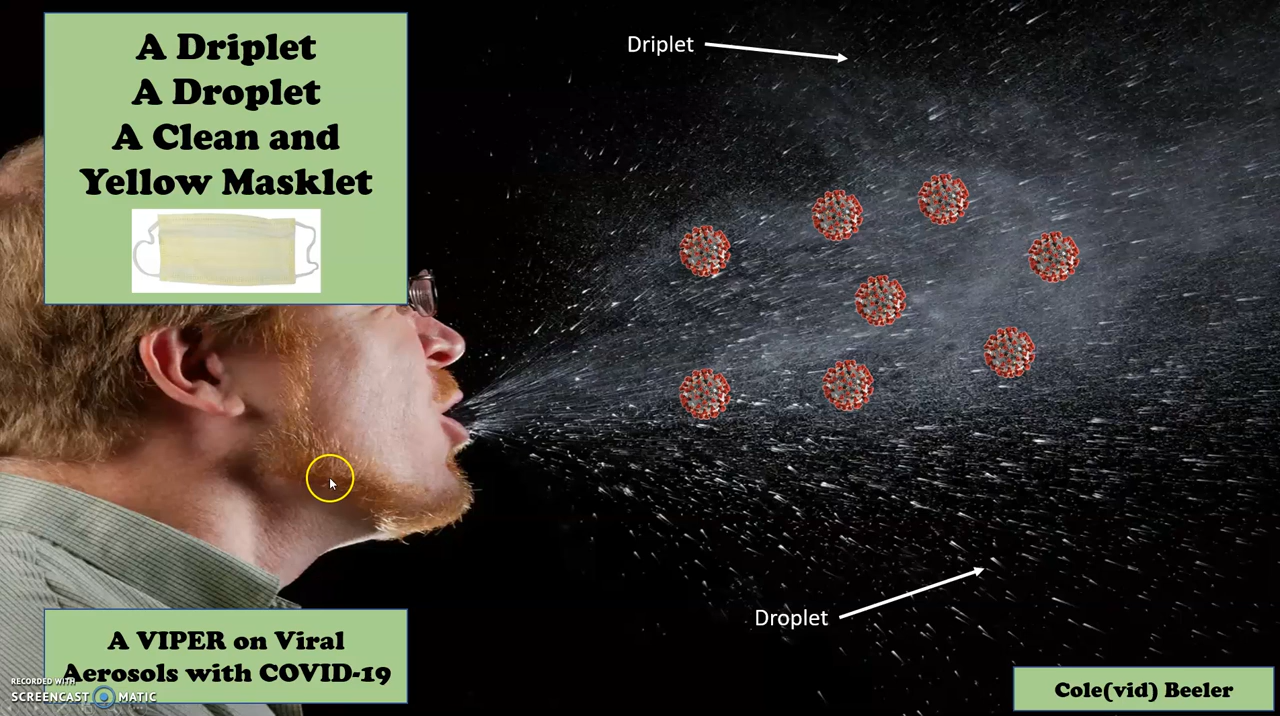 A Driplet
A Droplet
A Clean and
Yellow Masklet
Driplet
Droplet
A VIPER on Viral
Aerosols with COVID-19
RECORDED WITH
SCREENCAST MATIC
Cole(vid) Beeler